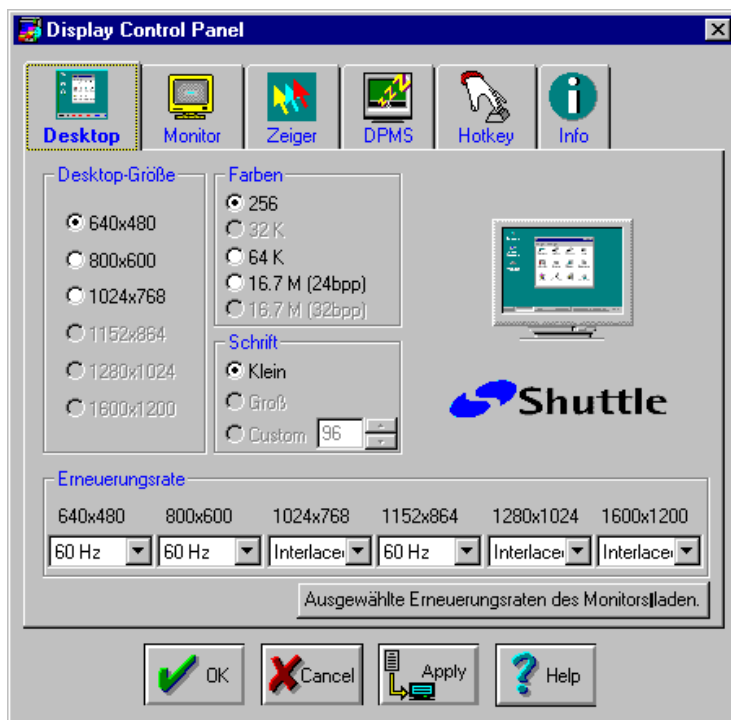 Display Control Panel
Desktop Monitor Zeiger DPMS Hotkey Info
Desktop-Größe
640x480
800x600
1024x768
1152x864
1280x1024
1600x1200
Farben
256
32 K
64 K
16.7 M (24bpp)
16.7 M (32bpp)
Schrift
Klein
Groß
Custom 96
Shuttle
Erneuerungsrate
640x480 800x600 1024x768 1152x864 1280x1024 1600x1200
60 Hz 60 Hz Interlace 60 Hz Interlace Interlace
Ausgewählte Erneuerungsraten des Monitors laden.
OK Cancel Apply Help